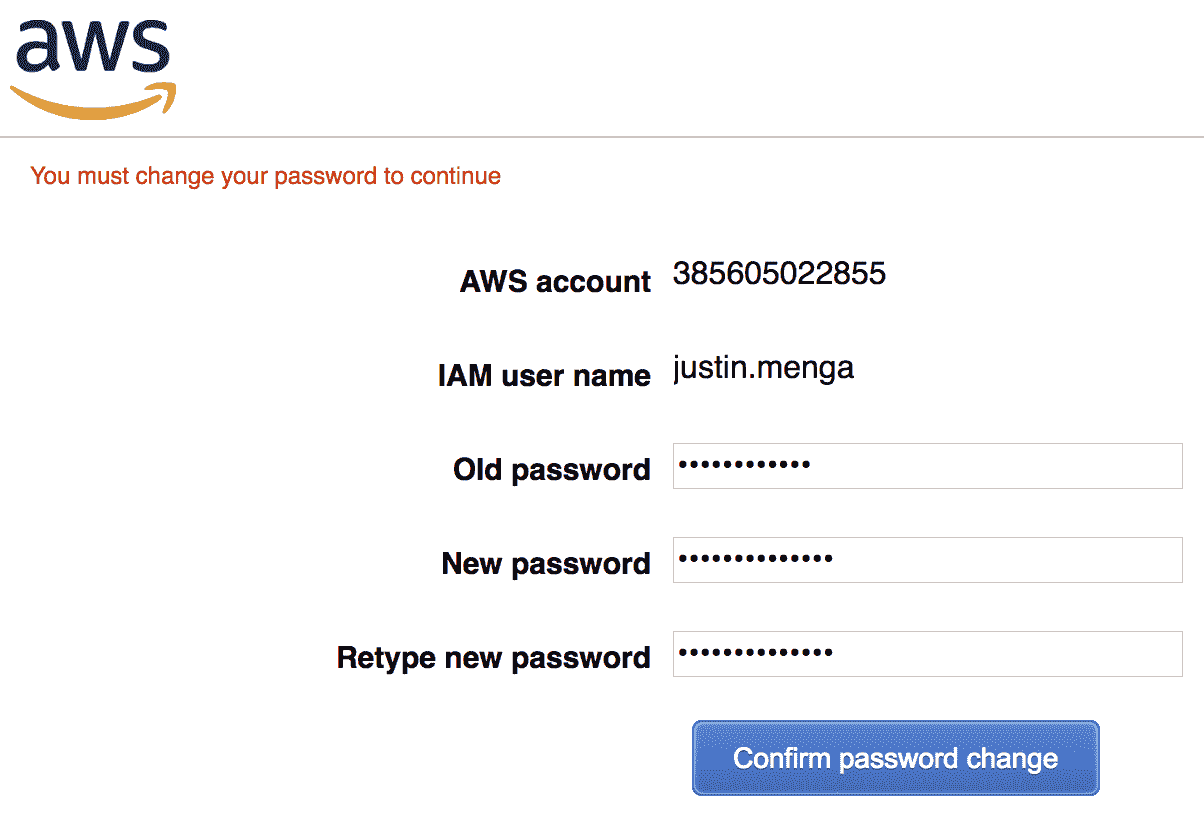 aws
You must change your password to continue
AWS account 385605022855
IAM user name justin.menga
Old password ••••••••••••
New password ••••••••••••••
Retype new password ••••••••••••••
Confirm password change